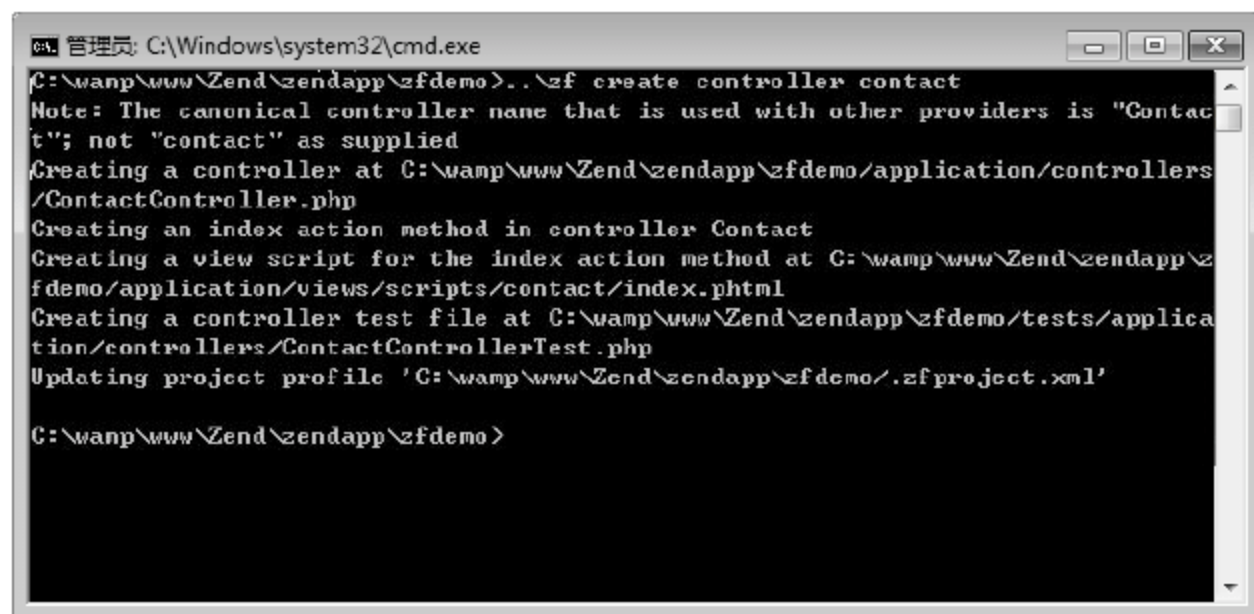 管理员: C:\Windows\system32\cmd.exe
C:\wamp\www\Zend\zendapp\zfdemo>..\zf create controller contact
Note: The canonical controller name that is used with other providers is "Contac
t"; not "contact" as supplied
Creating a controller at C:\wamp\www\Zend\zendapp\zfdemo/application/controllers
/ContactController.php
Creating an index action method in controller Contact
Creating a view script for the index action method at C:\wamp\www\Zend\zendapp\z
fdemo/application/views/scripts/contact/index.phtml
Creating a controller test file at C:\wamp\www\Zend\zendapp\zfdemo/tests/applica
tion/controllers/ContactControllerTest.php
Updating project profile 'C:\wamp\www\Zend\zendapp\zfdemo/.zfproject.xml'
C:\wamp\www\Zend\zendapp\zfdemo>